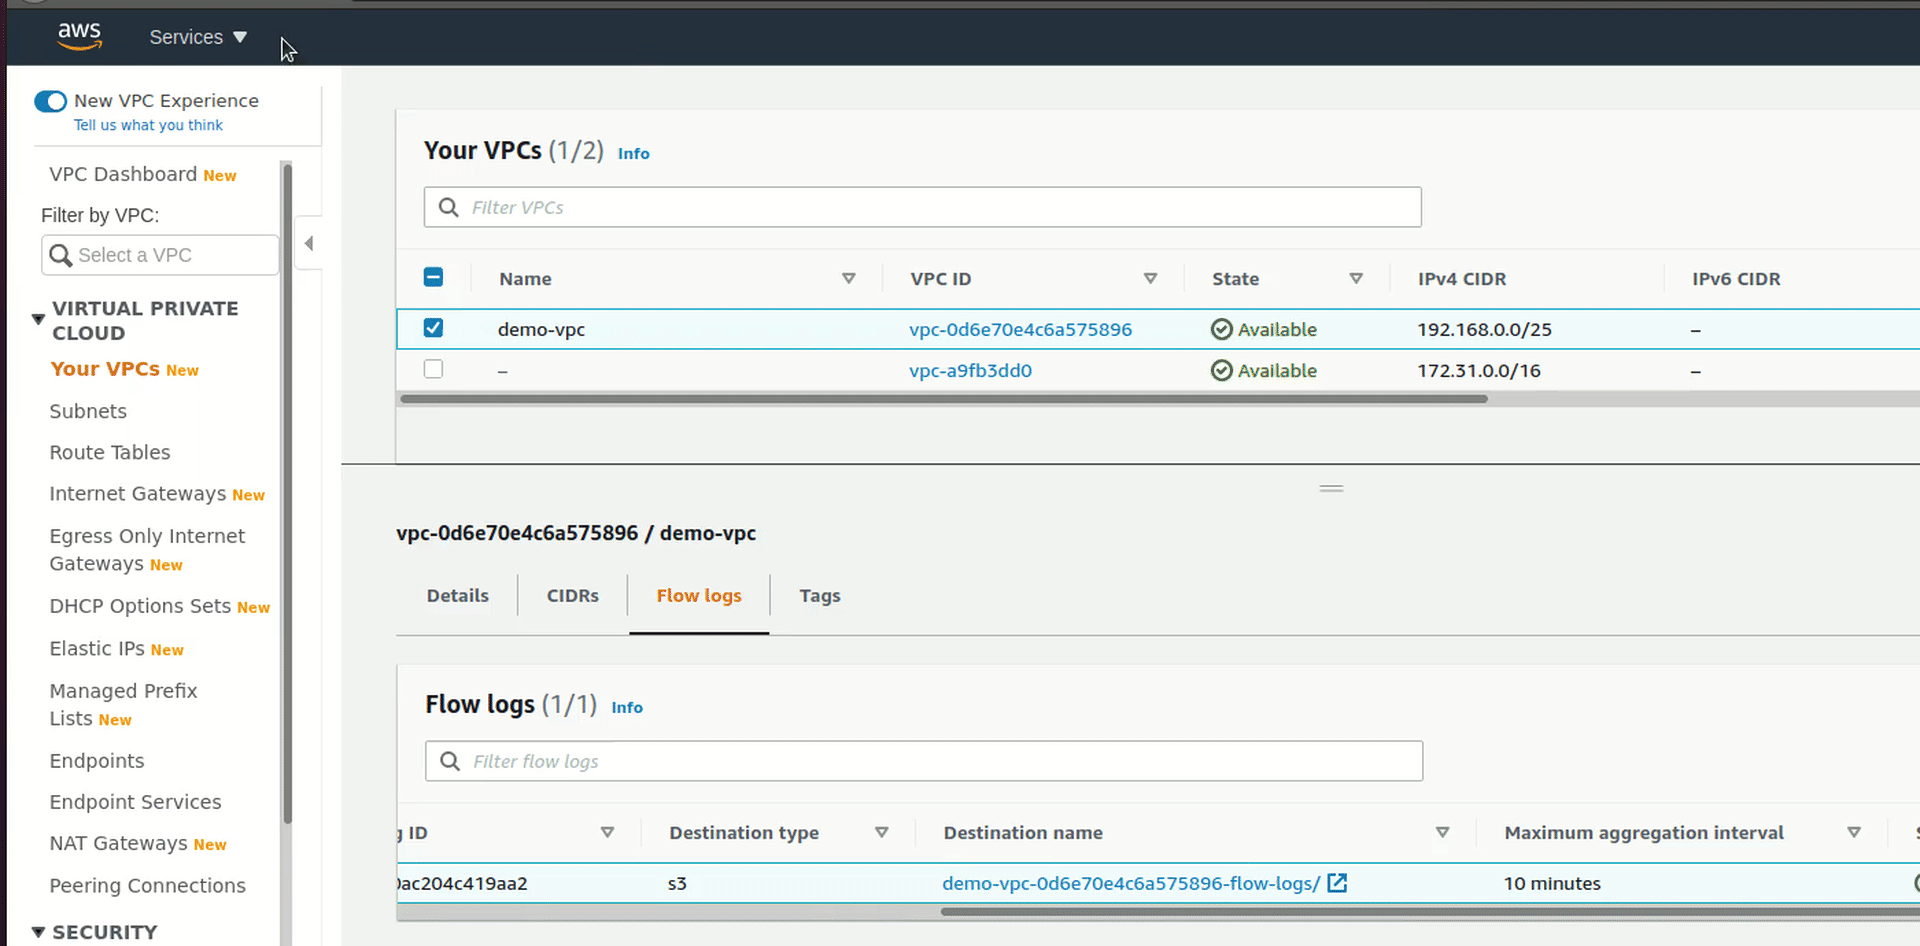 aws
Services
New VPC Experience
Tell us what you think
VPC Dashboard New
Filter by VPC:
Select a VPC
VIRTUAL PRIVATE
CLOUD
Your VPCs New
Subnets
Route Tables
Internet Gateways New
Egress Only Internet
Gateways New
DHCP Options Sets New
Elastic IPs New
Managed Prefix
Lists New
Endpoints
Endpoint Services
NAT Gateways New
Peering Connections
SECURITY
Your VPCs (1/2) Info
Filter VPCs
Name VPC ID State IPv4 CIDR IPv6 CIDR
demo-vpc vpc-0d6e70e4c6a575896 Available 192.168.0.0/25 –
– vpc-a9fb3dd0 Available 172.31.0.0/16 –
vpc-0d6e70e4c6a575896 / demo-vpc
Details CIDRs Flow logs Tags
Flow logs (1/1) Info
Filter flow logs
ID Destination type Destination name Maximum aggregation interval
ac204c419aa2 s3 demo-vpc-0d6e70e4c6a575896-flow-logs/ 10 minutes